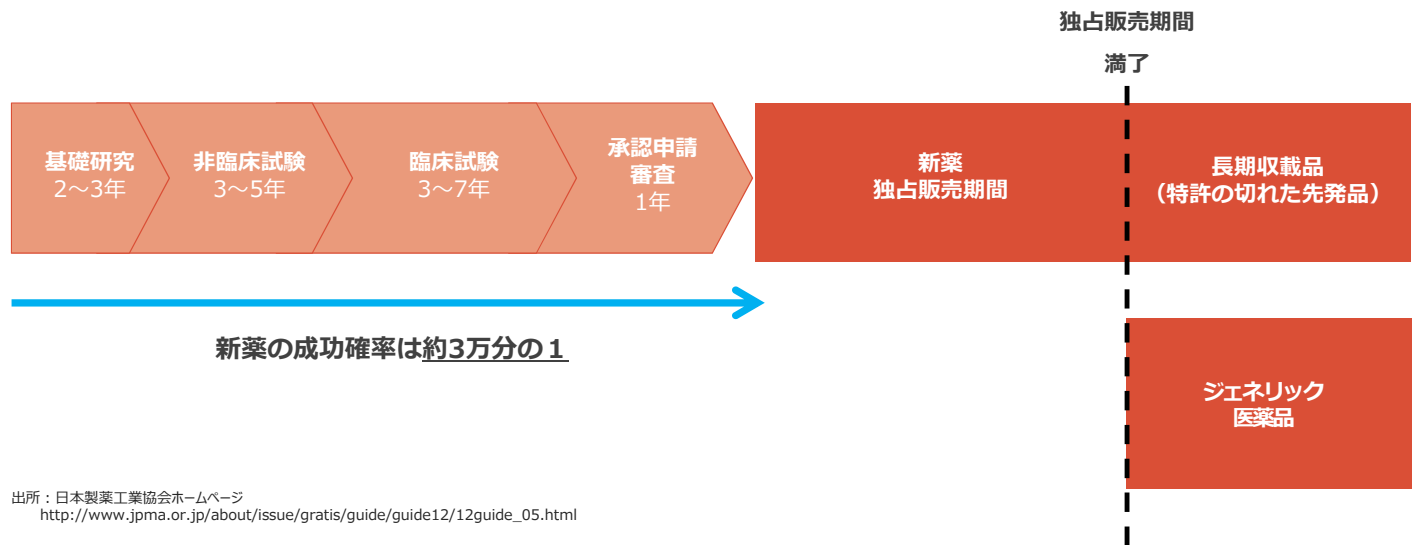 独占販売期間
満了
基礎研究
2～3年
非臨床試験
3～5年
臨床試験
3～7年
承認申請
審査
1年
新薬
独占販売期間
長期収載品
（特許の切れた先発品）
新薬の成功確率は約3万分の１
ジェネリック
医薬品
出所：日本製薬工業協会ホームページ
http://www.jpma.or.jp/about/issue/gratis/guide/guide12/12guide_05.html